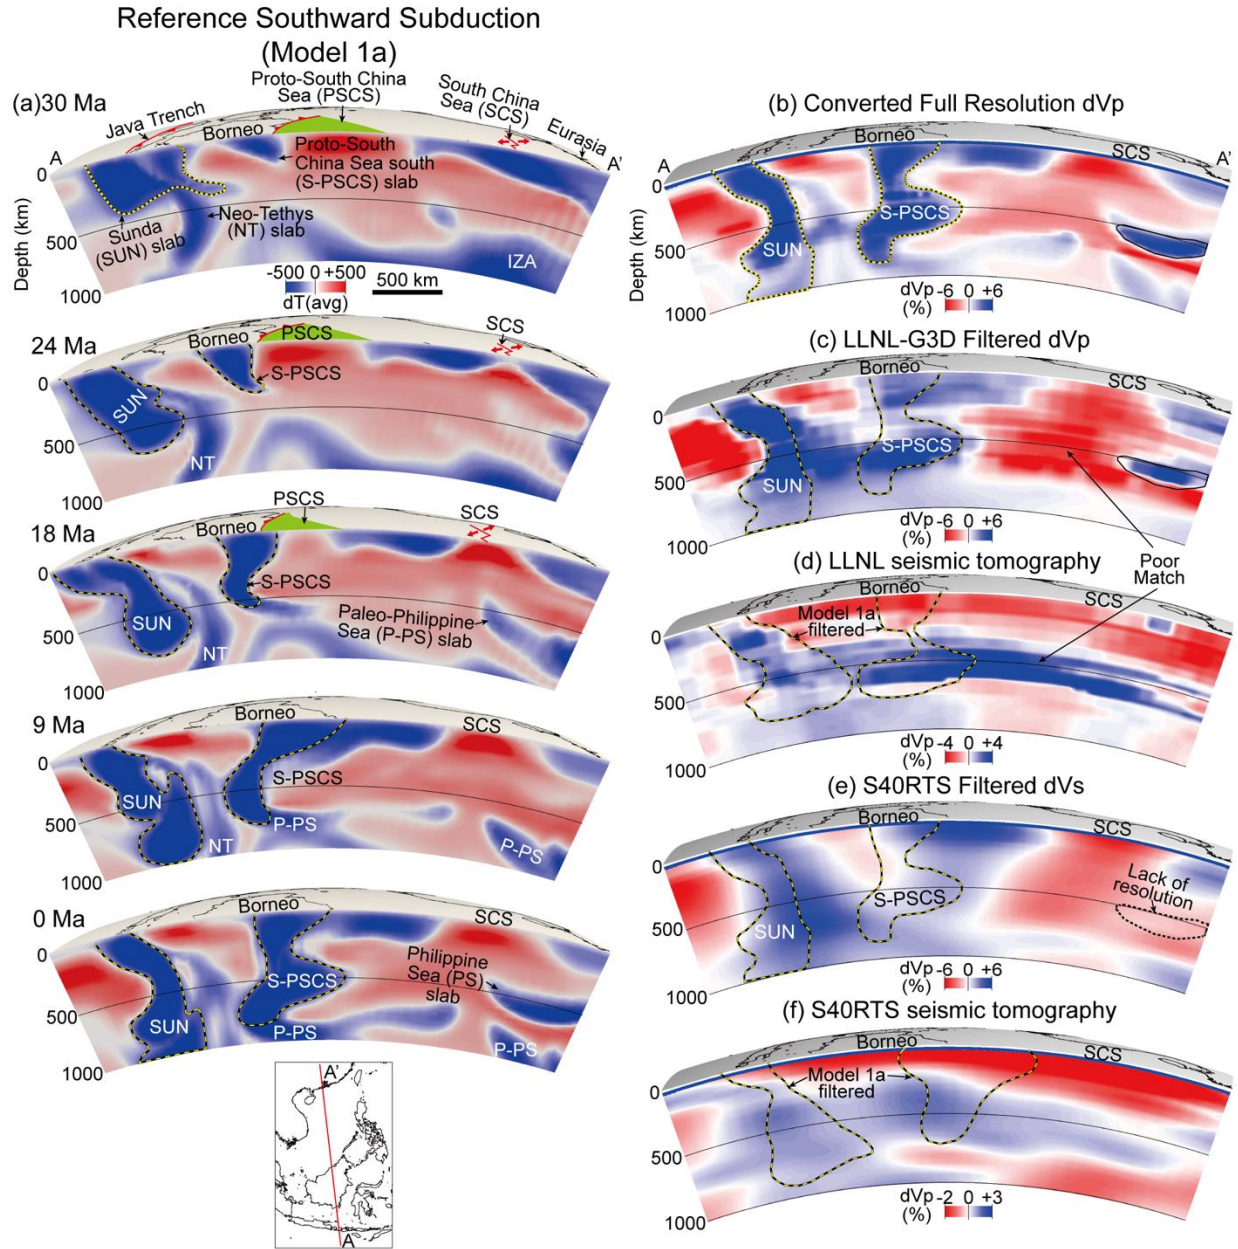 Reference Southward Subduction
(Model 1a)
(a)30 Ma
Proto-South China
Sea (PSCS)
South China
Sea (SCS)
Eurasia
Java Trench
Borneo
A
A'
Proto-South
China Sea south
(S-PSCS) slab
Neo-Tethys
(NT) slab
Sunda
(SUN) slab
IZA
0
500
1000
Depth (km)
-500 0 +500
dT(avg)
500 km
24 Ma
Borneo
PSCS
SCS
S-PSCS
SUN
NT
0
500
1000
18 Ma
PSCS
Borneo
SCS
S-PSCS
Paleo-Philippine
Sea (P-PS) slab
SUN
NT
0
500
1000
9 Ma
Borneo
SCS
S-PSCS
SUN
NT
P-PS
P-PS
0
500
1000
0 Ma
Borneo
SCS
Philippine
Sea (PS)
slab
S-PSCS
SUN
P-PS
P-PS
0
500
1000
A'
A
(b) Converted Full Resolution dVp
Borneo
SCS
A
A'
S-PSCS
SUN
0
500
1000
Depth (km)
dVp
(%)
-6 0 +6
(c) LLNL-G3D Filtered dVp
Borneo
SCS
S-PSCS
SUN
0
500
1000
dVp
(%)
-6 0 +6
Poor
Match
(d) LLNL seismic tomography
Borneo
SCS
Model 1a
filtered
0
500
1000
dVp
(%)
-4 0 +4
(e) S40RTS Filtered dVs
Borneo
SCS
Lack of
resolution
S-PSCS
SUN
0
500
1000
dVp
(%)
-6 0 +6
(f) S40RTS seismic tomography
Borneo
SCS
Model 1a
filtered
0
500
1000
dVp
(%)
-2 0 +3